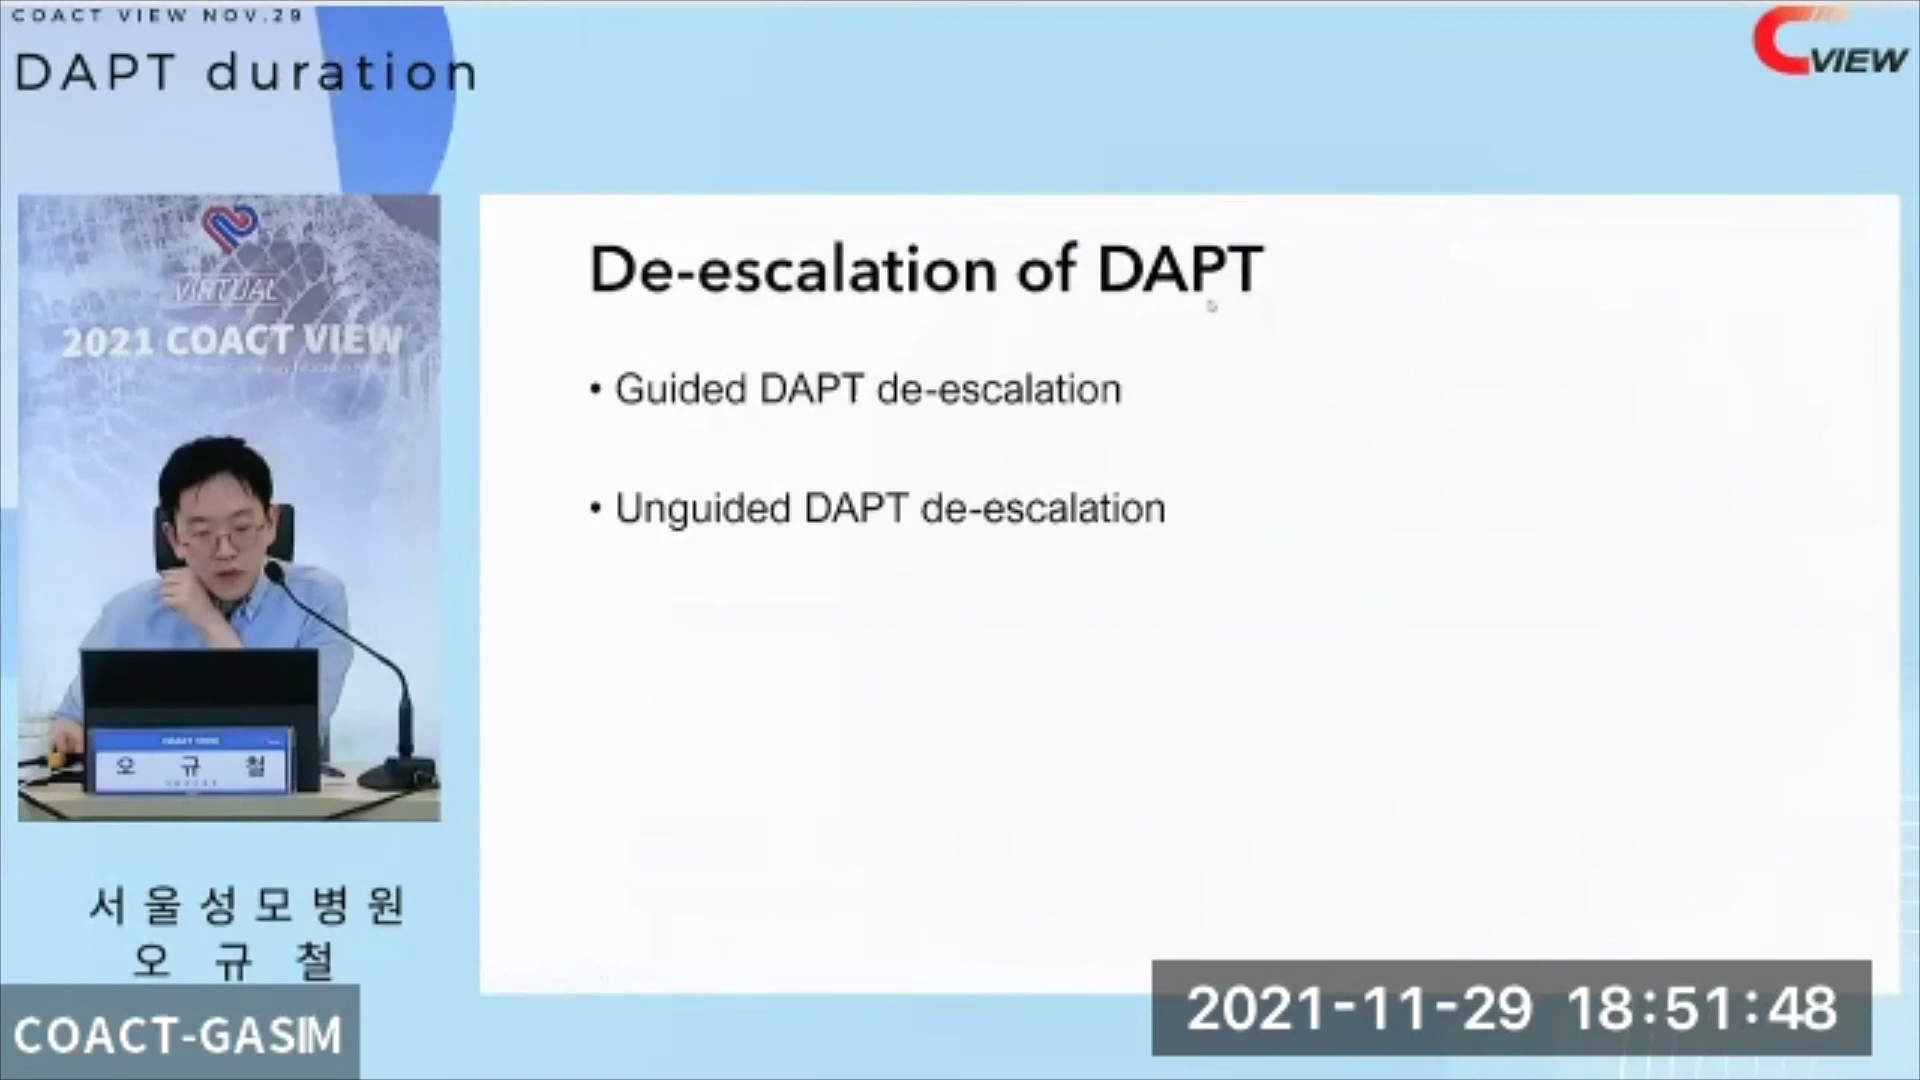 COACT VIEW NOV.29
DAPT duration
CVIEW
VIRTUAL
2021 COACT VIEW
De-escalation of DAPT
• Guided DAPT de-escalation
• Unguided DAPT de-escalation
COACT VIEW
오 규 철
서울성모병원
오 규 철
COACT-GASIM
2021-11-29 18:51:48